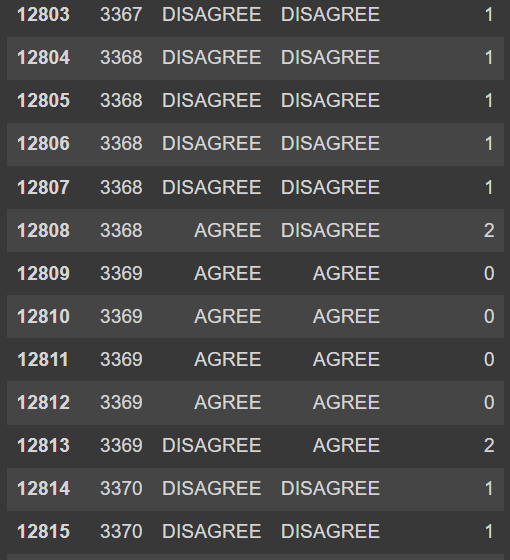 12803 3367 DISAGREE DISAGREE 1
12804 3368 DISAGREE DISAGREE 1
12805 3368 DISAGREE DISAGREE 1
12806 3368 DISAGREE DISAGREE 1
12807 3368 DISAGREE DISAGREE 1
12808 3368 AGREE DISAGREE 2
12809 3369 AGREE AGREE 0
12810 3369 AGREE AGREE 0
12811 3369 AGREE AGREE 0
12812 3369 AGREE AGREE 0
12813 3369 DISAGREE AGREE 2
12814 3370 DISAGREE DISAGREE 1
12815 3370 DISAGREE DISAGREE 1